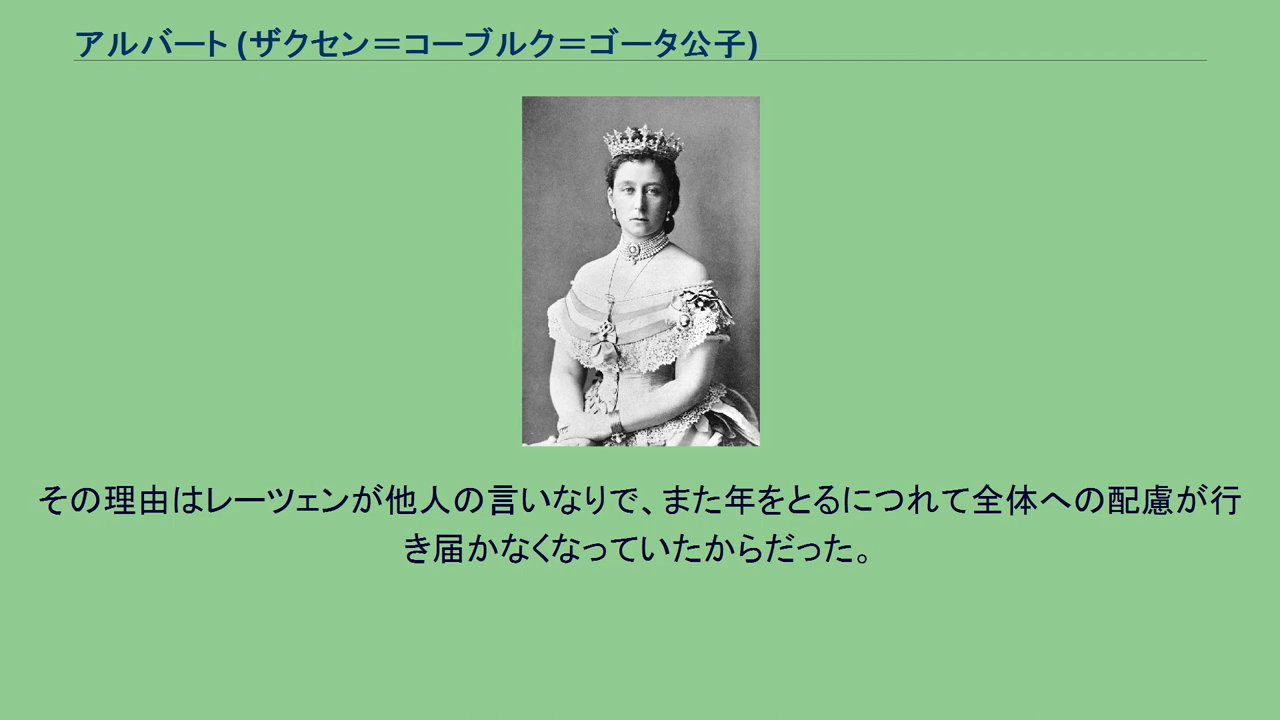 アルバート (ザクセン＝コーブルク＝ゴータ公子)
その理由はレーツェンが他人の言いなりで、また年をとるにつれて全体への配慮が行
き届かなくなっていたからだった。